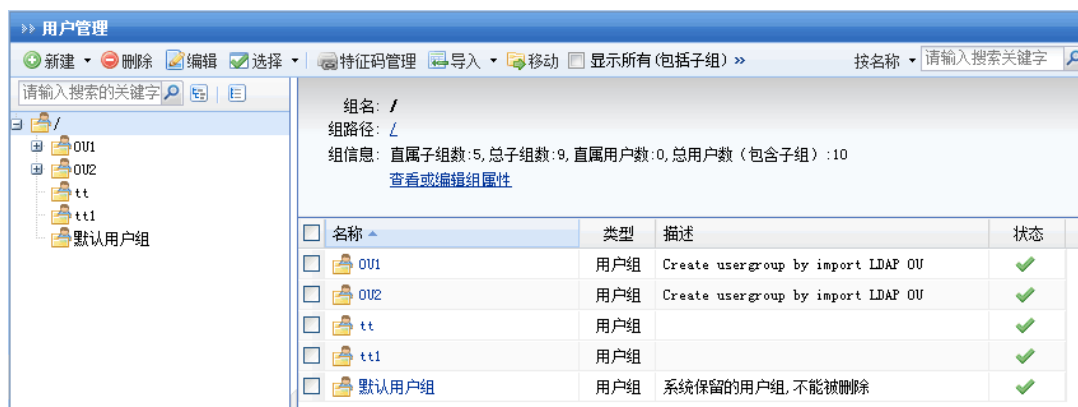 用户管理
新建 删除 编辑 选择 特征码管理 导入 移动 显示所有(包括子组) » 按名称 请输入搜索关键字
请输入搜索的关键字
/
OU1
OU2
tt
tt1
默认用户组
组名: /
组路径: /
组信息: 直属子组数:5,总子组数:9,直属用户数:0,总用户数(包含子组):10
查看或编辑组属性
名称 类型 描述 状态
OU1 用户组 Create usergroup by import LDAP OU
OU2 用户组 Create usergroup by import LDAP OU
tt 用户组
tt1 用户组
默认用户组 用户组 系统保留的用户组,不能被删除